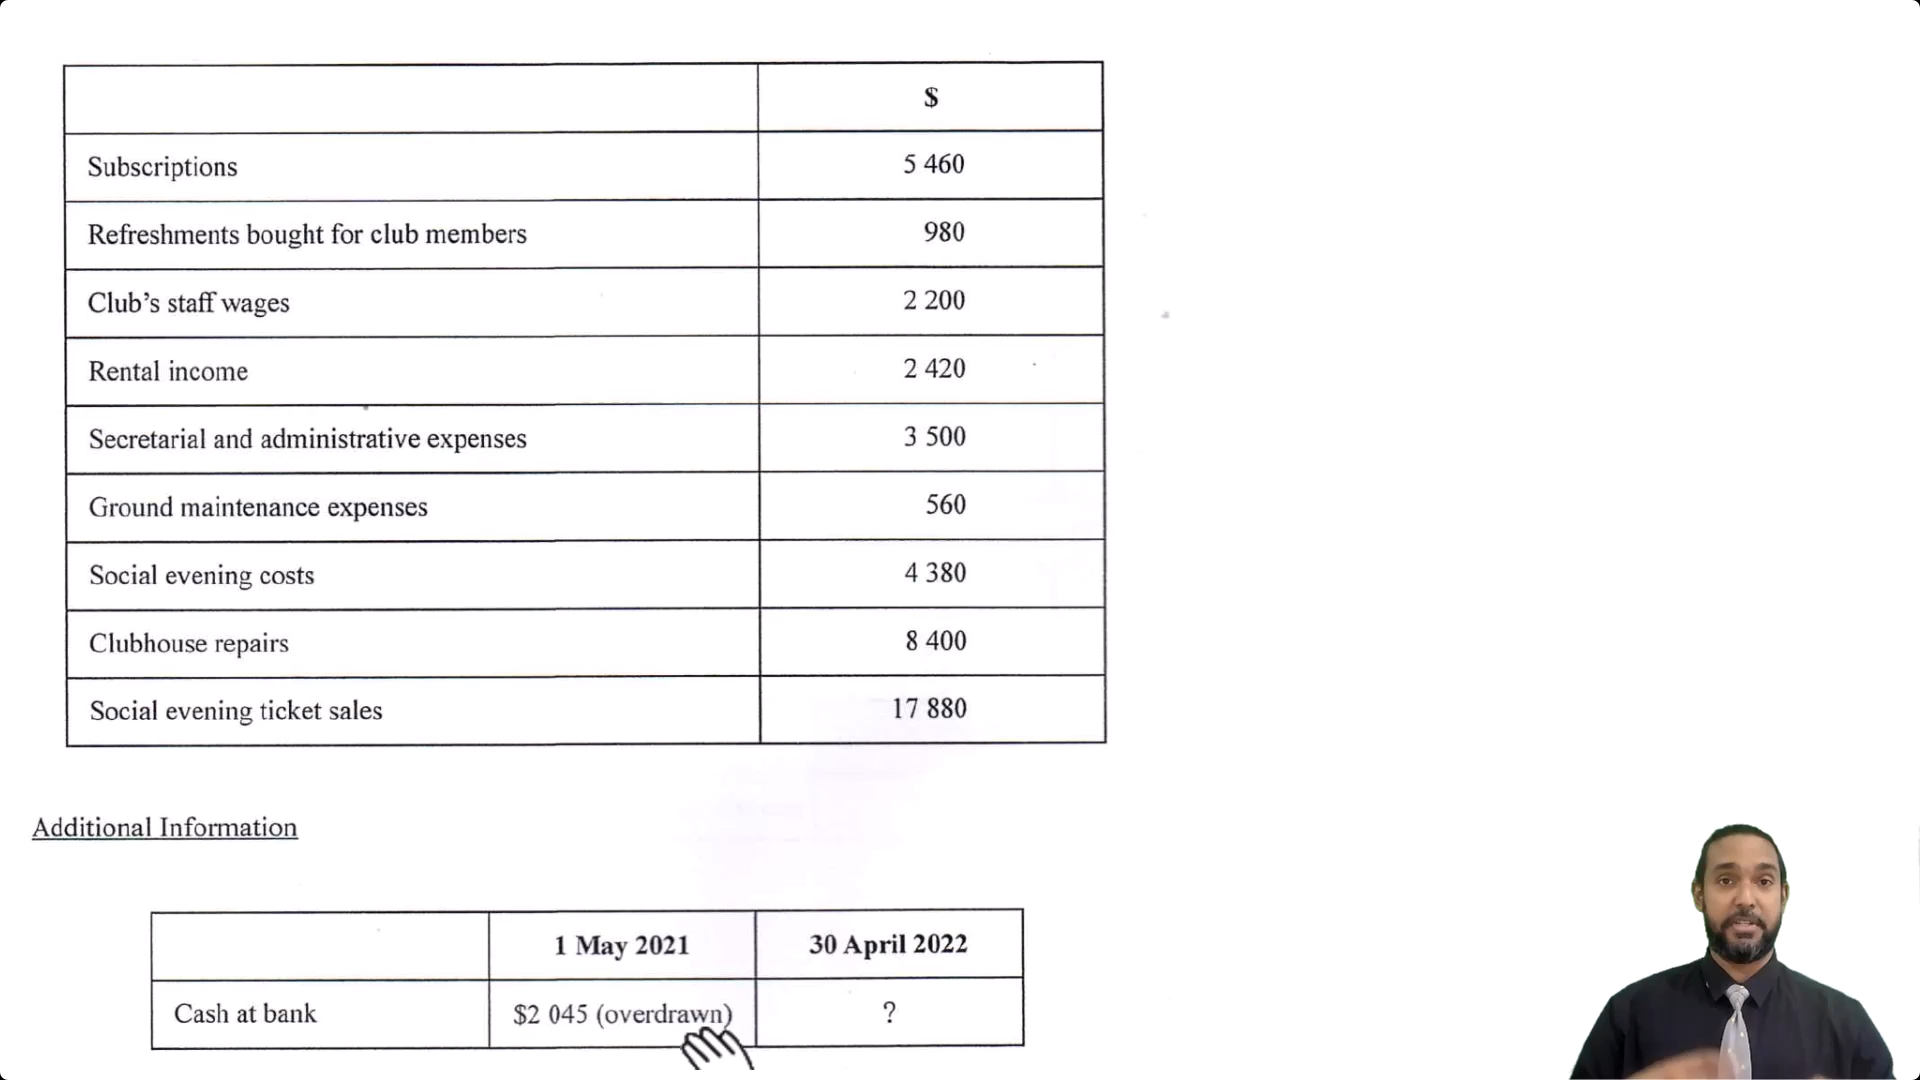 $
Subscriptions 5 460
Refreshments bought for club members 980
Club's staff wages 2 200
Rental income 2 420
Secretarial and administrative expenses 3 500
Ground maintenance expenses 560
Social evening costs 4 380
Clubhouse repairs 8 400
Social evening ticket sales 17 880
Additional Information
1 May 2021 30 April 2022
Cash at bank $2 045 (overdrawn) ?